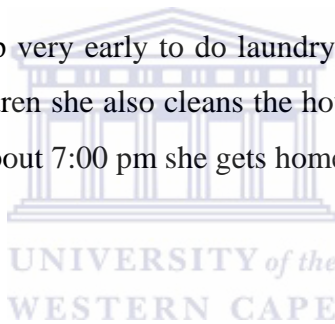 p very early to do laundry
ren she also cleans the ho
bout 7:00 pm she gets home
UNIVERSITY of the
WESTERN CAPE